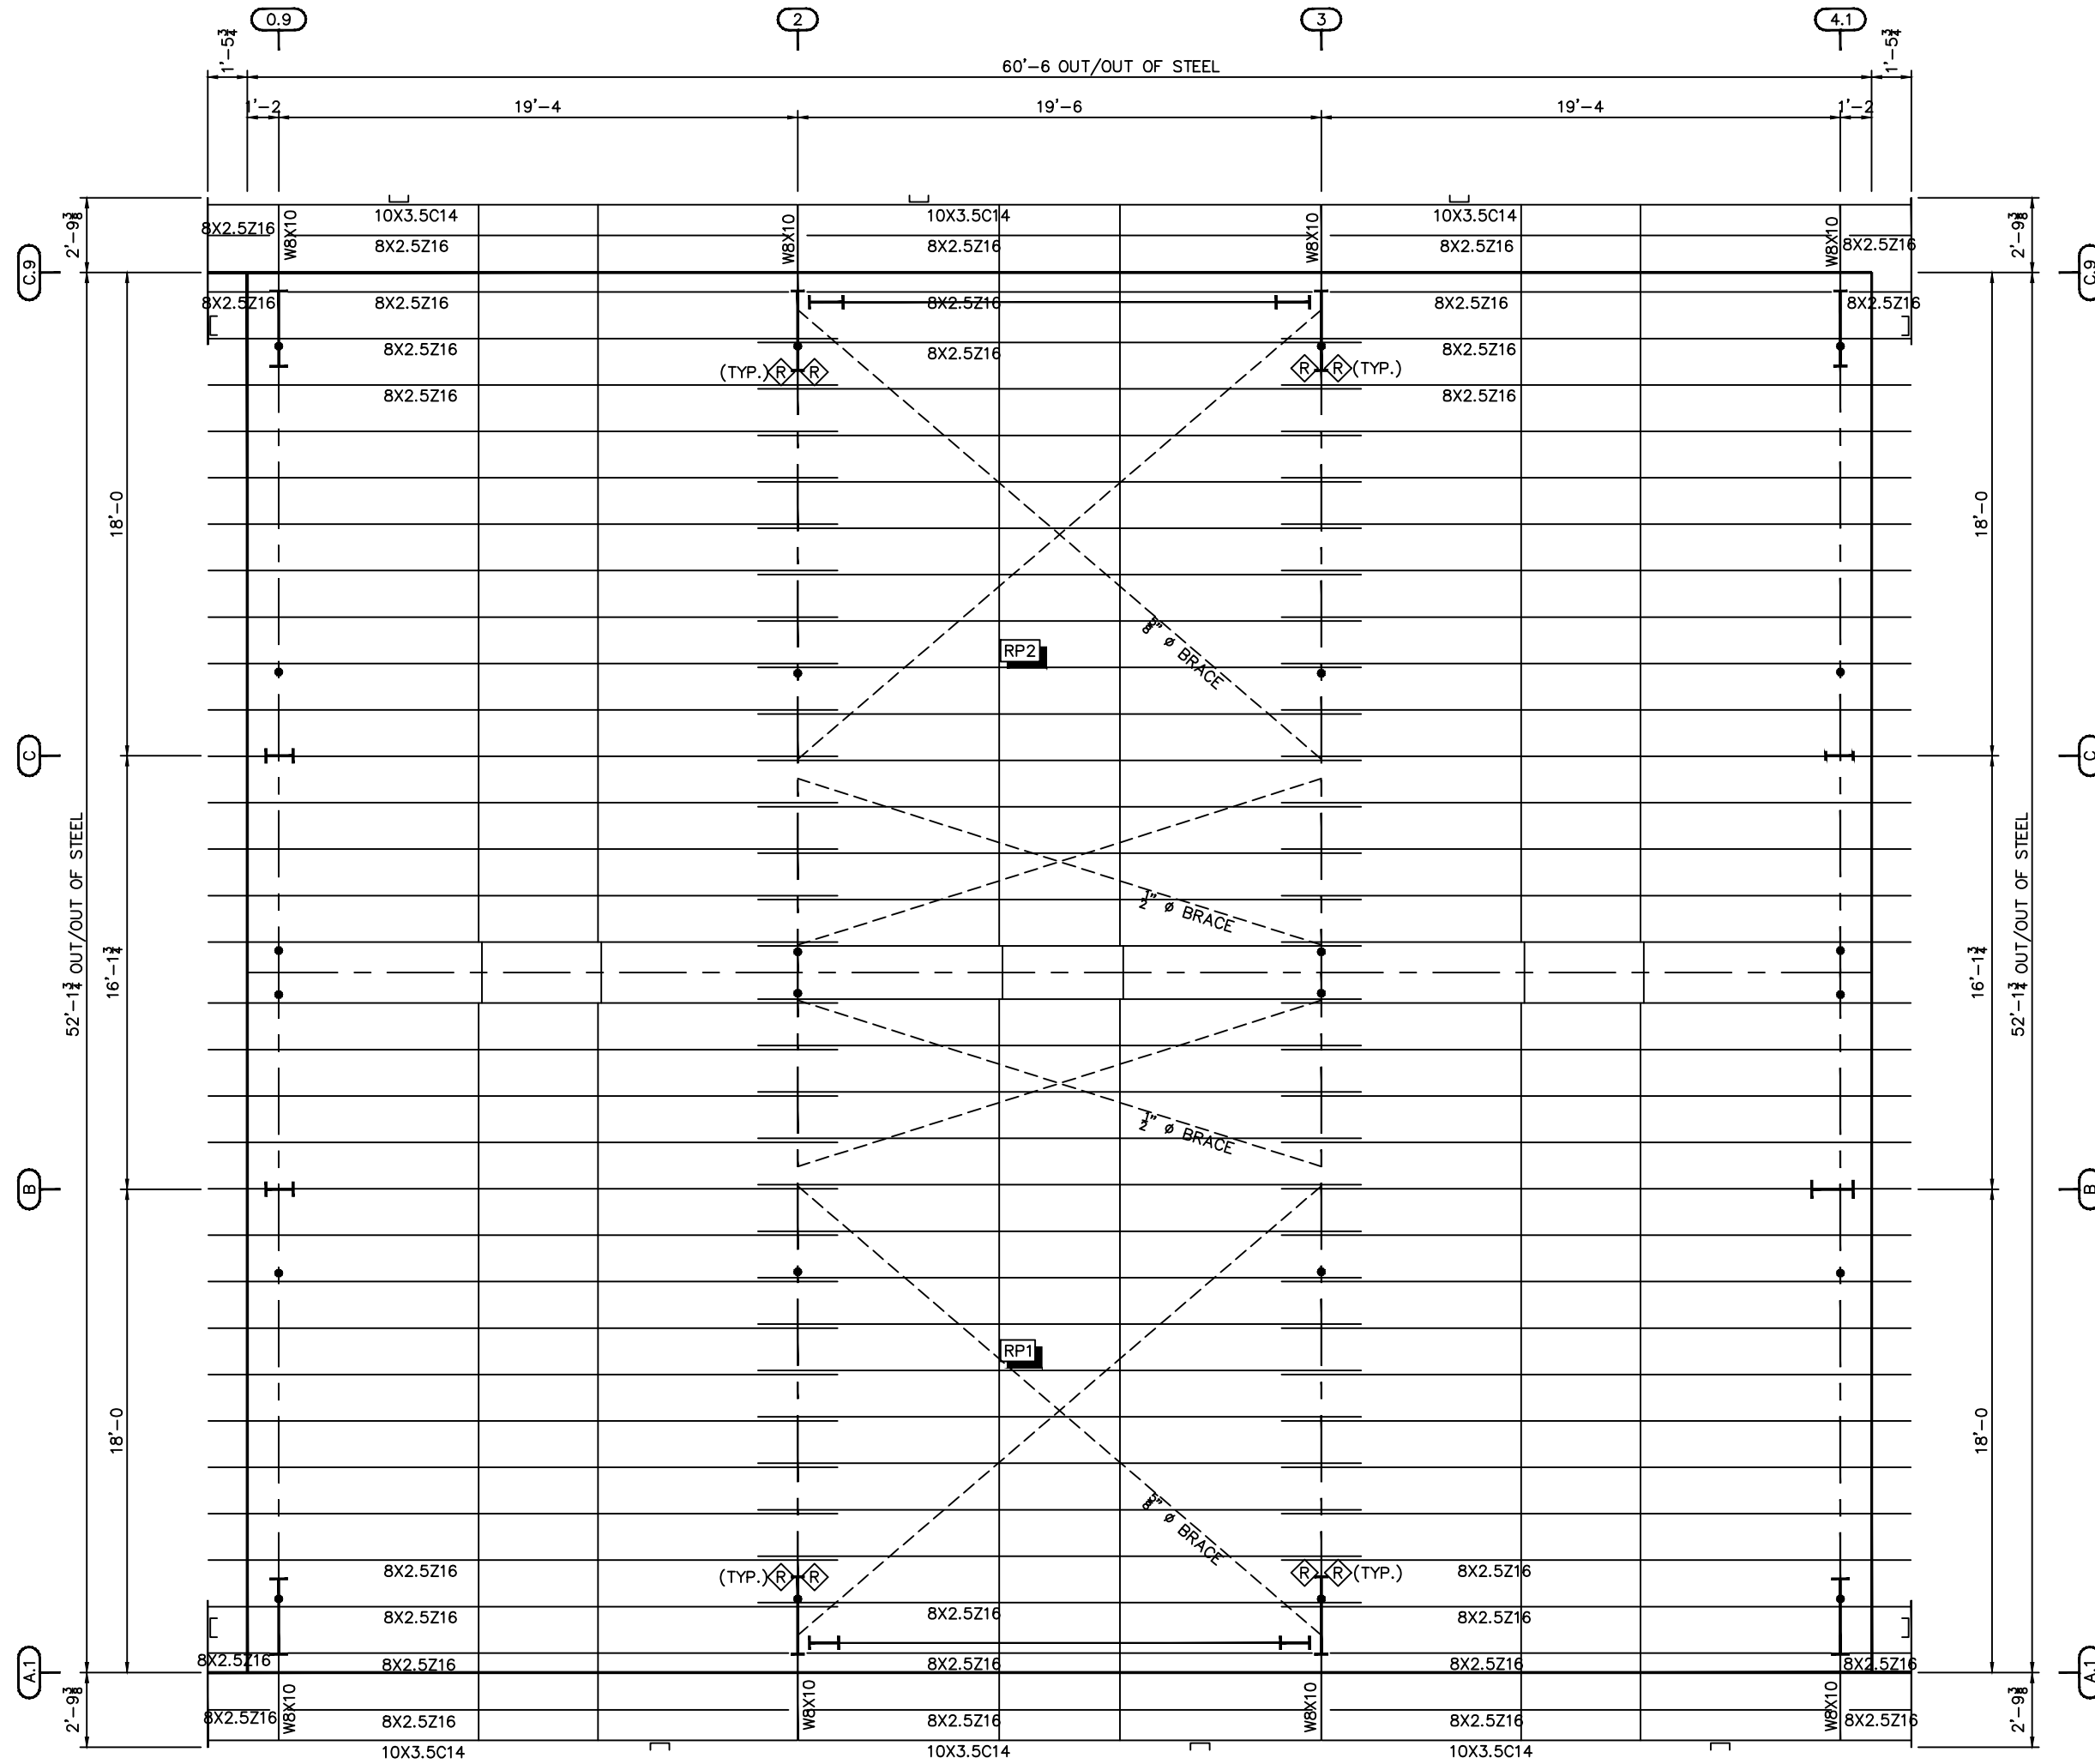 0.9
2
3
4.1
1'-5¾
60'-6 OUT/OUT OF STEEL
1'-5¾
1'-2
19'-4
19'-6
19'-4
1'-2
10X3.5C14
10X3.5C14
10X3.5C14
2'-9⅜
8X2.5Z16
W8X10
8X2.5Z16
W8X10
8X2.5Z16
W8X10
8X2.5Z16
W8X10
8X2.5Z16
2'-9⅜
C.9
C.9
8X2.5Z16
8X2.5Z16
8X2.5Z16
8X2.5Z16
8X2.5Z16
8X2.5Z16
8X2.5Z16
8X2.5Z16
(TYP.) R R
R R (TYP.)
8X2.5Z16
8X2.5Z16
18'-0
18'-0
RP2
⅝" ø BRACE
C
C
52'-1¾ OUT/OUT OF STEEL
16'-1¾
½" ø BRACE
16'-1¾
52'-1¾ OUT/OUT OF STEEL
½" ø BRACE
B
B
RP1
18'-0
18'-0
⅝" ø BRACE
8X2.5Z16
(TYP.) R R
R R (TYP.)
8X2.5Z16
8X2.5Z16
8X2.5Z16
8X2.5Z16
A.1
8X2.5Z16
8X2.5Z16
8X2.5Z16
8X2.5Z16
8X2.5Z16
A.1
2'-9⅜
8X2.5Z16
W8X10
8X2.5Z16
W8X10
8X2.5Z16
W8X10
8X2.5Z16
W8X10
8X2.5Z16
2'-9⅜
10X3.5C14
10X3.5C14
10X3.5C14